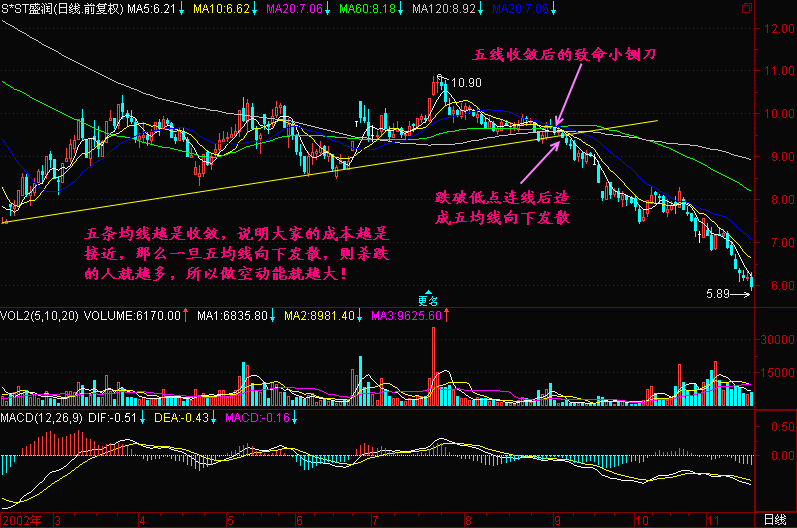 S*ST盛润(日线.前复权) MA5:6.21↓ MA10:6.62↓ MA20:7.06↓ MA60:8.18↓ MA120:8.92↓ MA20:7.06↓
12.00
五线收敛后的致命小铡刀
11.00
10.90
10.00
9.00
跌破低点连线后造
成五均线向下发散
8.00
五条均线越是收敛，说明大家的成本越是
接近，那么一旦五均线向下发散，则杀跌
的人就越多，所以做空动能就越大！
7.00
6.00
5.89
更名
VOL2(5,10,20) VOLUME:6170.00↑ MA1:6835.80↓ MA2:8981.40↓ MA3:9625.60↑
30000
15000
MACD(12,26,9) DIF:-0.51↓ DEA:-0.43↓ MACD:-0.16↓
0.50
0.00
2002年 3 4 5 6 7 8 9 10 11 日线